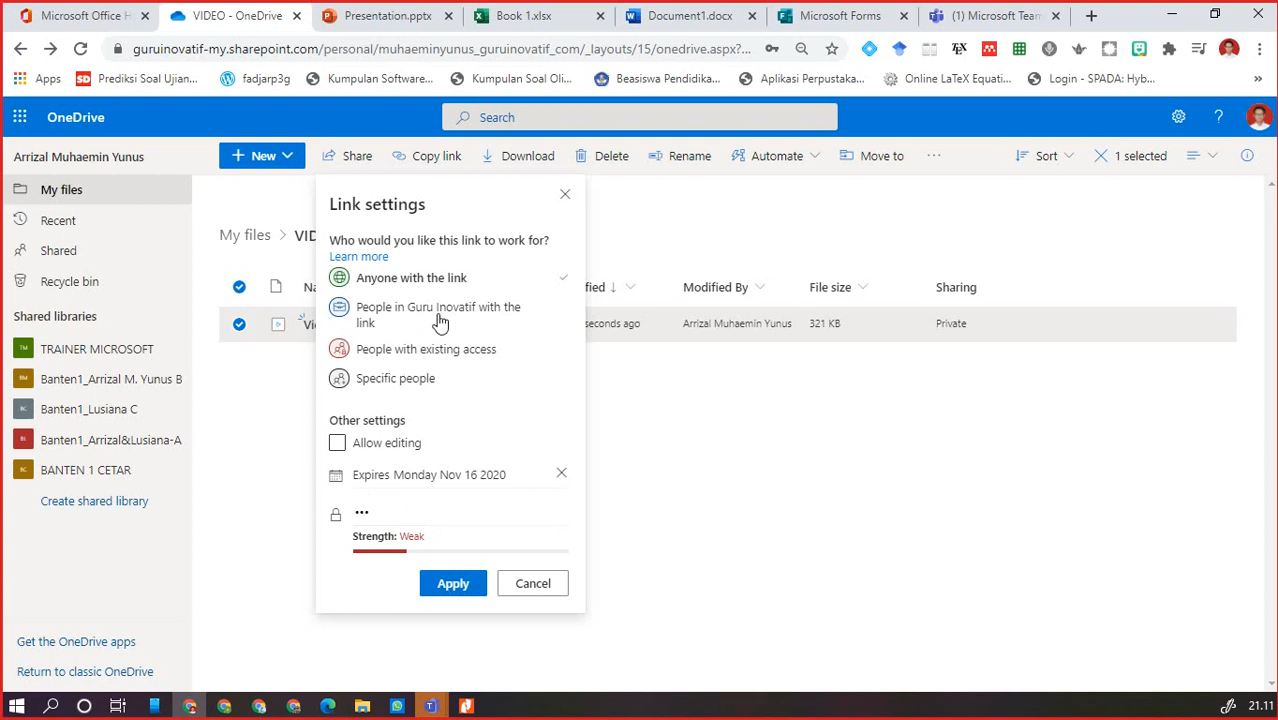 Microsoft Office H
VIDEO - OneDrive
Presentation.pptx
Book 1.xlsx
Document1.docx
Microsoft Forms
(1) Microsoft Team
guruinovatif-my.sharepoint.com/personal/muhaeminyunus_guruinovatif_com/_layouts/15/onedrive.aspx?...
Apps
Prediksi Soal Ujian...
fadjarp3g
Kumpulan Software...
Kumpulan Soal Oli...
Beasiswa Pendidika...
Aplikasi Perpustaka...
Online LaTeX Equati...
Login - SPADA: Hyb...
OneDrive
Search
Arrizal Muhaemin Yunus
New
Share
Copy link
Download
Delete
Rename
Automate
Move to
Sort
1 selected
My files
Recent
Shared
Recycle bin
Shared libraries
TRAINER MICROSOFT
Banten1_Arrizal M. Yunus B
Banten1_Lusiana C
Banten1_Arrizal&Lusiana-A
BANTEN 1 CETAR
Create shared library
Get the OneDrive apps
Return to classic OneDrive
My files > VID
Na
fied
Modified By
File size
Sharing
Vi
seconds ago
Arrizal Muhaemin Yunus
321 KB
Private
Link settings
Who would you like this link to work for?
Learn more
Anyone with the link
People in Guru Inovatif with the
link
People with existing access
Specific people
Other settings
Allow editing
Expires Monday Nov 16 2020
•••
Strength: Weak
Apply
Cancel
21.11